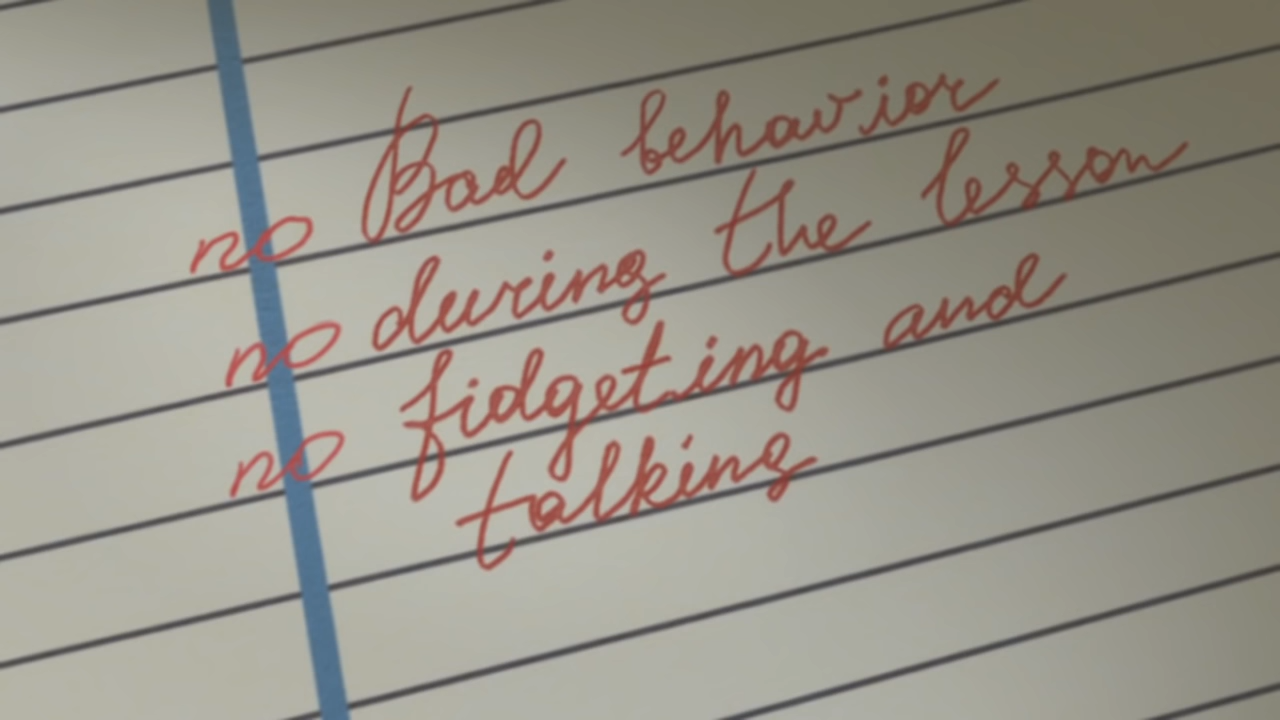 no Bad behavior
no during the lesson
no fidgeting and
talking